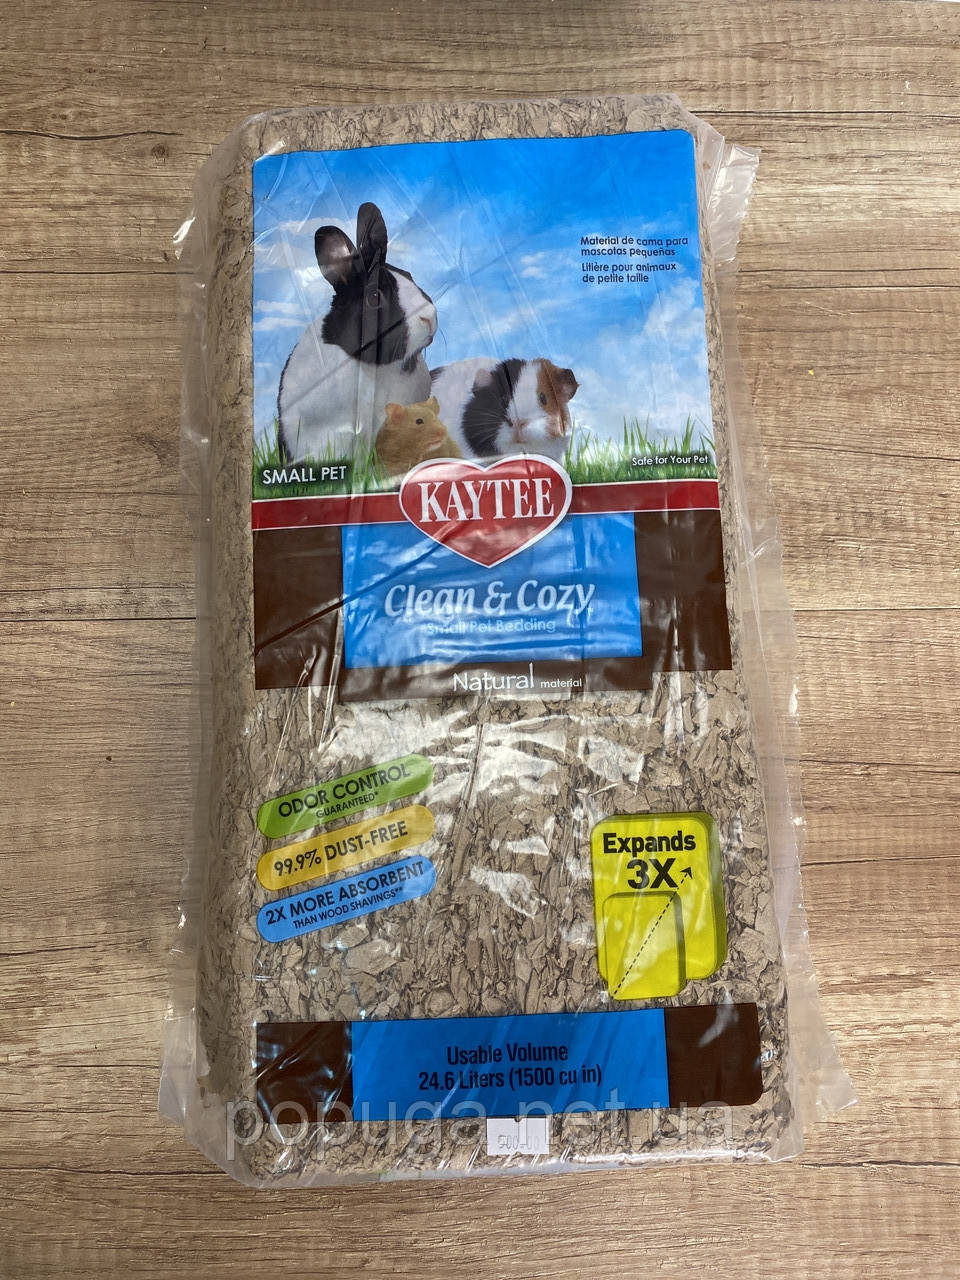 Material de cama para
mascotas pequeñas
Litière pour animaux
de petite taille
SMALL PET
Safe for Your Pet
KAYTEE
Clean & Cozy
Small Pet Bedding
Natural material
ODOR CONTROL
GUARANTEED*
99.9% DUST-FREE
2X MORE ABSORBENT
THAN WOOD SHAVINGS**
Expands
3X
Usable Volume
24.6 Liters (1500 cu in)
popuga.net.ua